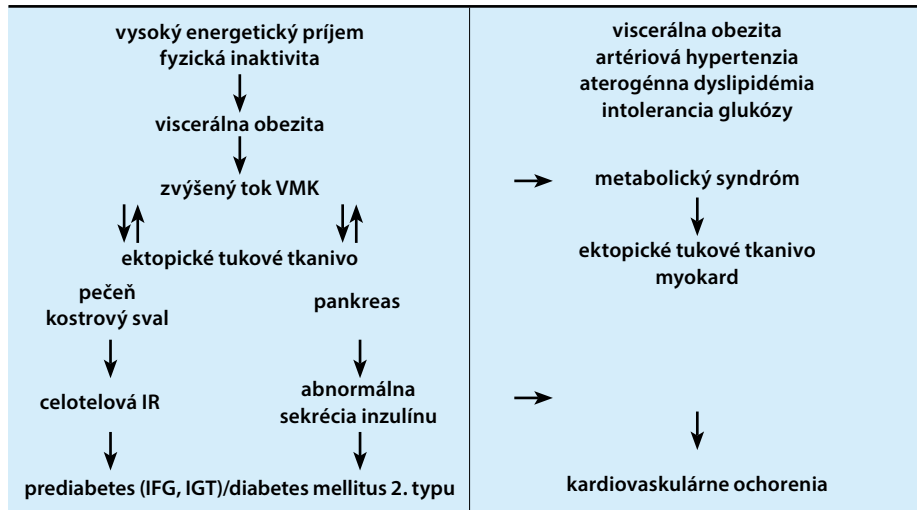 vysoký energetický príjem
fyzická inaktivita
viscerálna obezita
zvýšený tok VMK
ektopické tukové tkanivo
pečeň
kostrový sval
pankreas
celotelová IR
abnormálna
sekrécia inzulínu
prediabetes (IFG, IGT)/diabetes mellitus 2. typu
viscerálna obezita
artériová hypertenzia
aterogénna dyslipidémia
intolerancia glukózy
metabolický syndróm
ektopické tukové tkanivo
myokard
kardiovaskulárne ochorenia